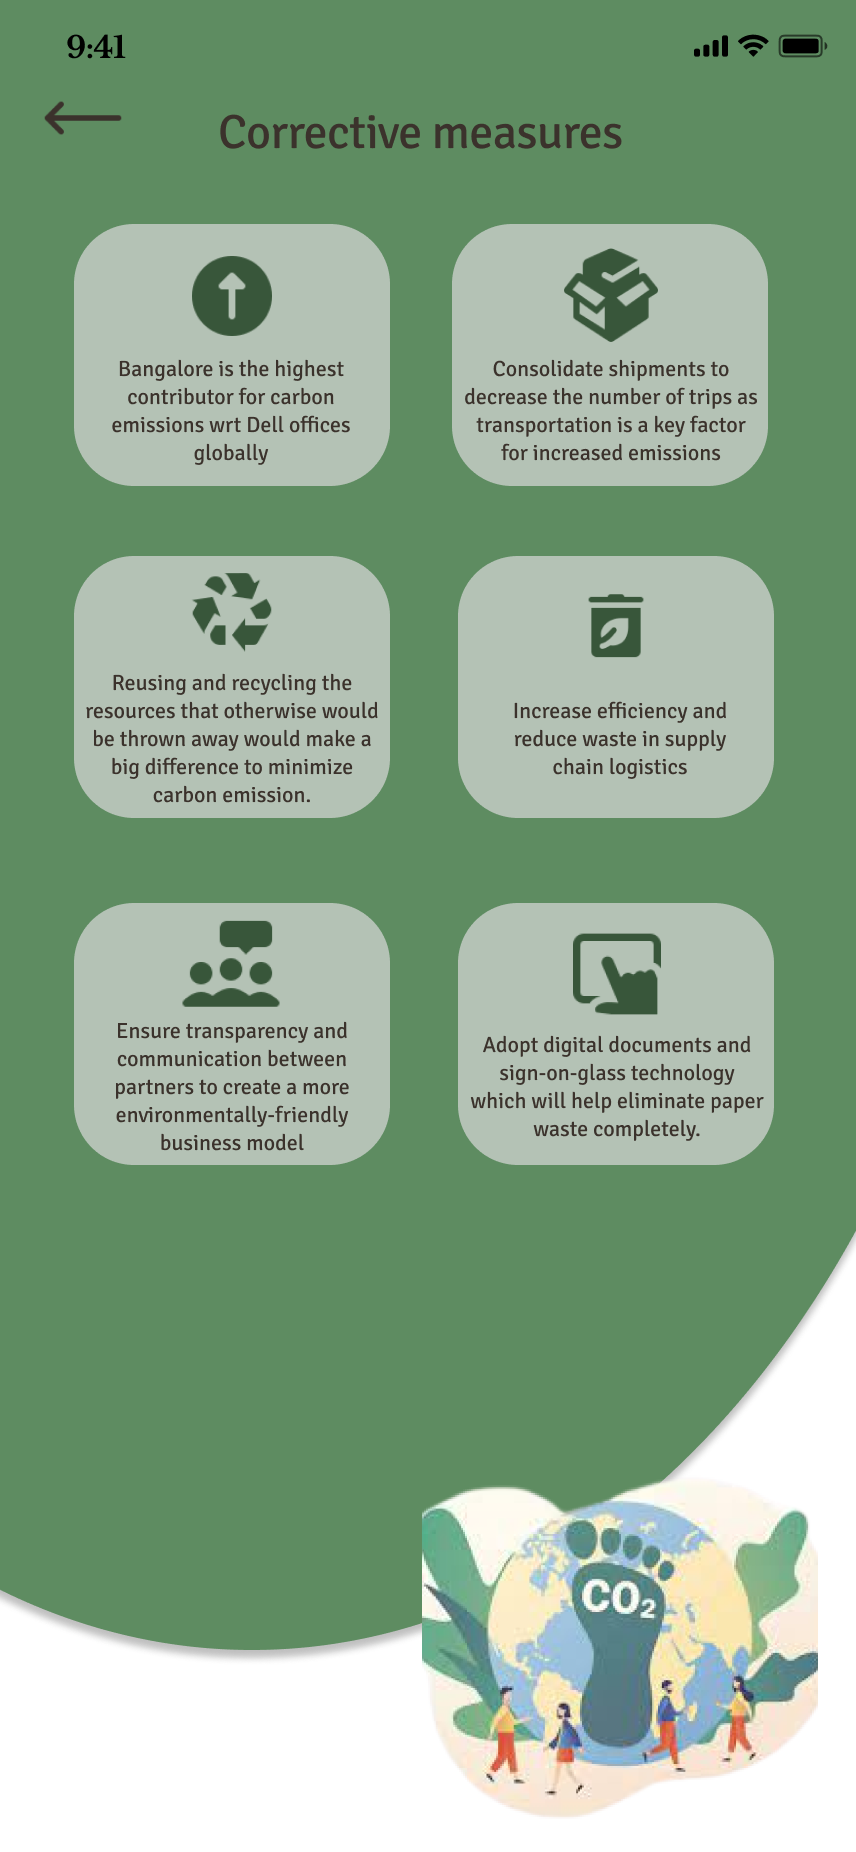 9:41
Corrective measures
Bangalore is the highest
contributor for carbon
emissions wrt Dell offices
globally
Consolidate shipments to
decrease the number of trips as
transportation is a key factor
for increased emissions
Reusing and recycling the
resources that otherwise would
be thrown away would make a
big difference to minimize
carbon emission.
Increase efficiency and
reduce waste in supply
chain logistics
Ensure transparency and
communication between
partners to create a more
environmentally-friendly
business model
Adopt digital documents and
sign-on-glass technology
which will help eliminate paper
waste completely.
CO₂